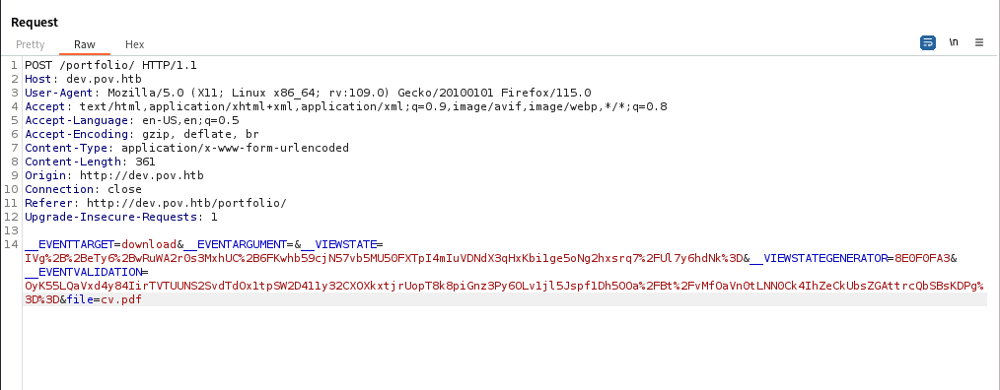 Request
Pretty Raw Hex \n
1 POST /portfolio/ HTTP/1.1
2 Host: dev.pov.htb
3 User-Agent: Mozilla/5.0 (X11; Linux x86_64; rv:109.0) Gecko/20100101 Firefox/115.0
4 Accept: text/html,application/xhtml+xml,application/xml;q=0.9,image/avif,image/webp,*/*;q=0.8
5 Accept-Language: en-US,en;q=0.5
6 Accept-Encoding: gzip, deflate, br
7 Content-Type: application/x-www-form-urlencoded
8 Content-Length: 361
9 Origin: http://dev.pov.htb
10 Connection: close
11 Referer: http://dev.pov.htb/portfolio/
12 Upgrade-Insecure-Requests: 1
13
14 __EVENTTARGET=download&__EVENTARGUMENT=&__VIEWSTATE=
IVg%2B%2BeTy6%2BwRuWA2r0s3MxhUC%2B6FKwhb59cjN57vb5MU50FXTpI4mIuVDNdX3qHxKbi1ge5oNg2hxsrq7%2FUl7y6hdNk%3D&__VIEWSTATEGENERATOR=8E0F0FA3&
__EVENTVALIDATION=
OyK55LQaVxd4y84IirTVTUUNS2SvdTdOx1tpSW2D411y32CXOXkxtjrUopT8k8piGnz3Py60Lv1jl5Jspf1Dh5O0a%2FBt%2FvMfOaVn0tLNN0Ck4IhZeCkUbsZGAttrcQbSBsKDPg%
3D%3D&file=cv.pdf